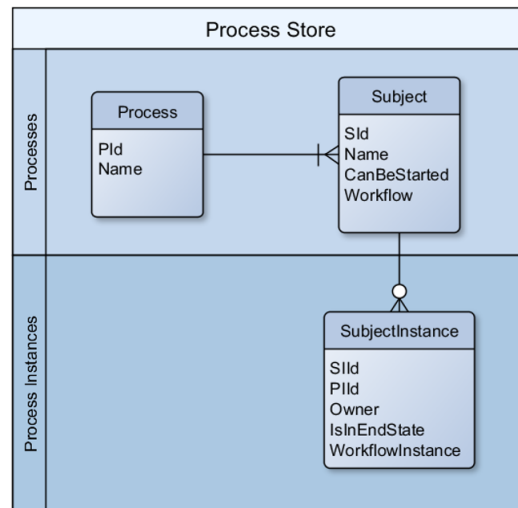 Process Store
Processes
Process
PId
Name
Subject
SId
Name
CanBeStarted
Workflow
Process Instances
SubjectInstance
SIId
PIId
Owner
IsInEndState
WorkflowInstance